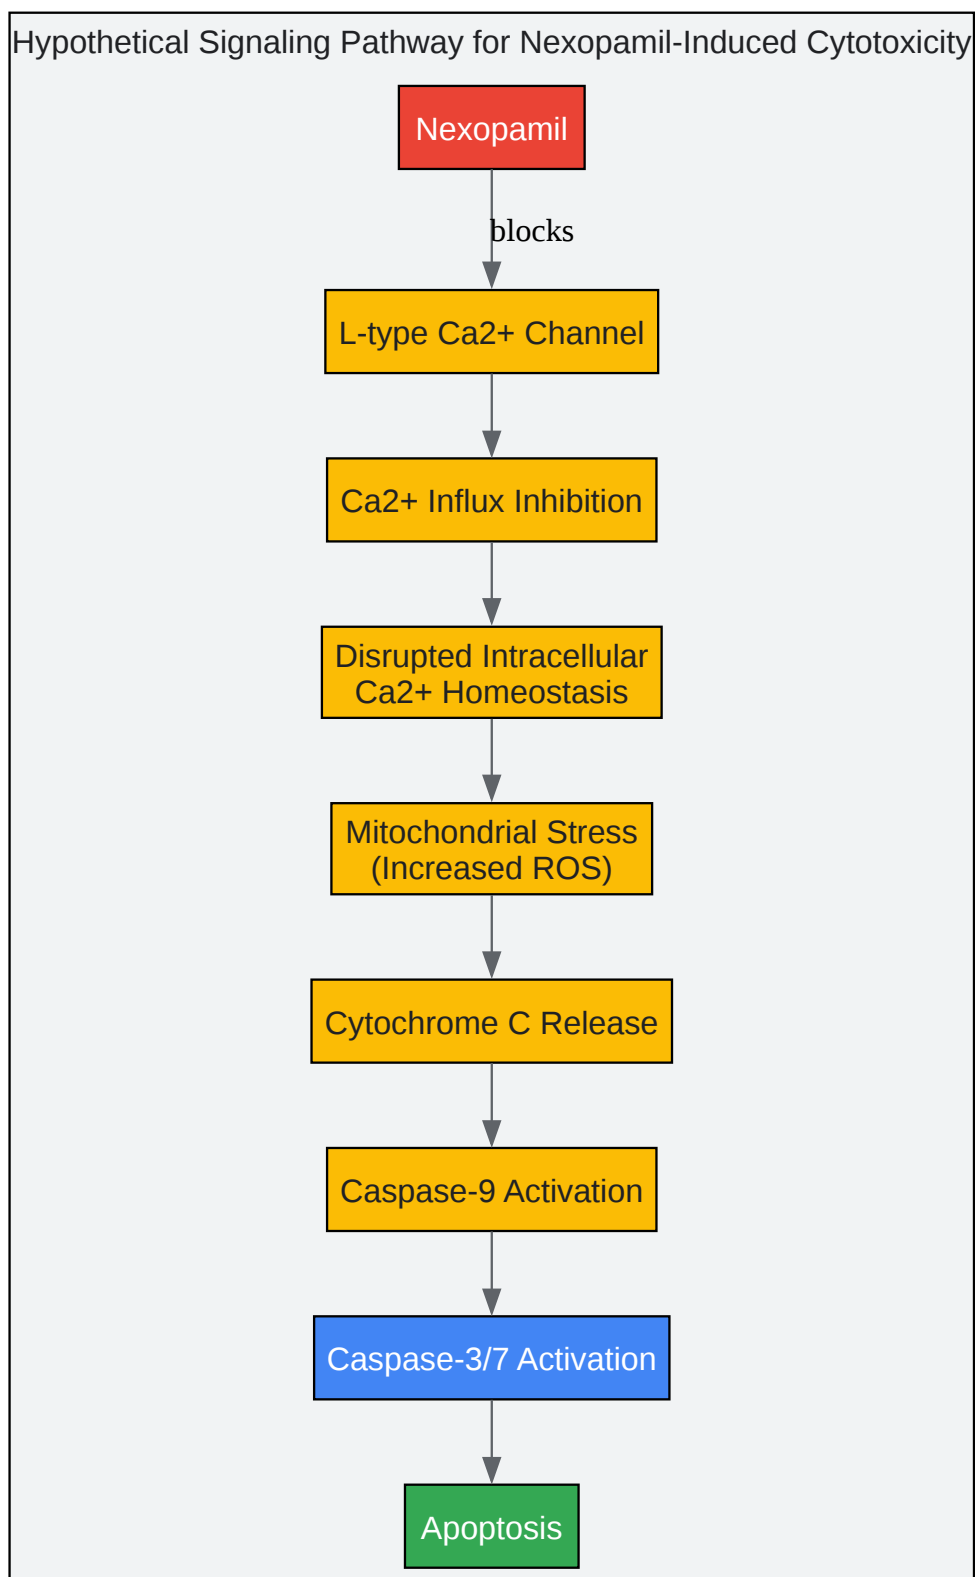 Hypothetical Signaling Pathway for Nexopamil-Induced Cytotoxicity
Nexopamil
blocks
L-type Ca2+ Channel
Ca2+ Influx Inhibition
Disrupted Intracellular
Ca2+ Homeostasis
Mitochondrial Stress
(Increased ROS)
Cytochrome C Release
Caspase-9 Activation
Caspase-3/7 Activation
Apoptosis